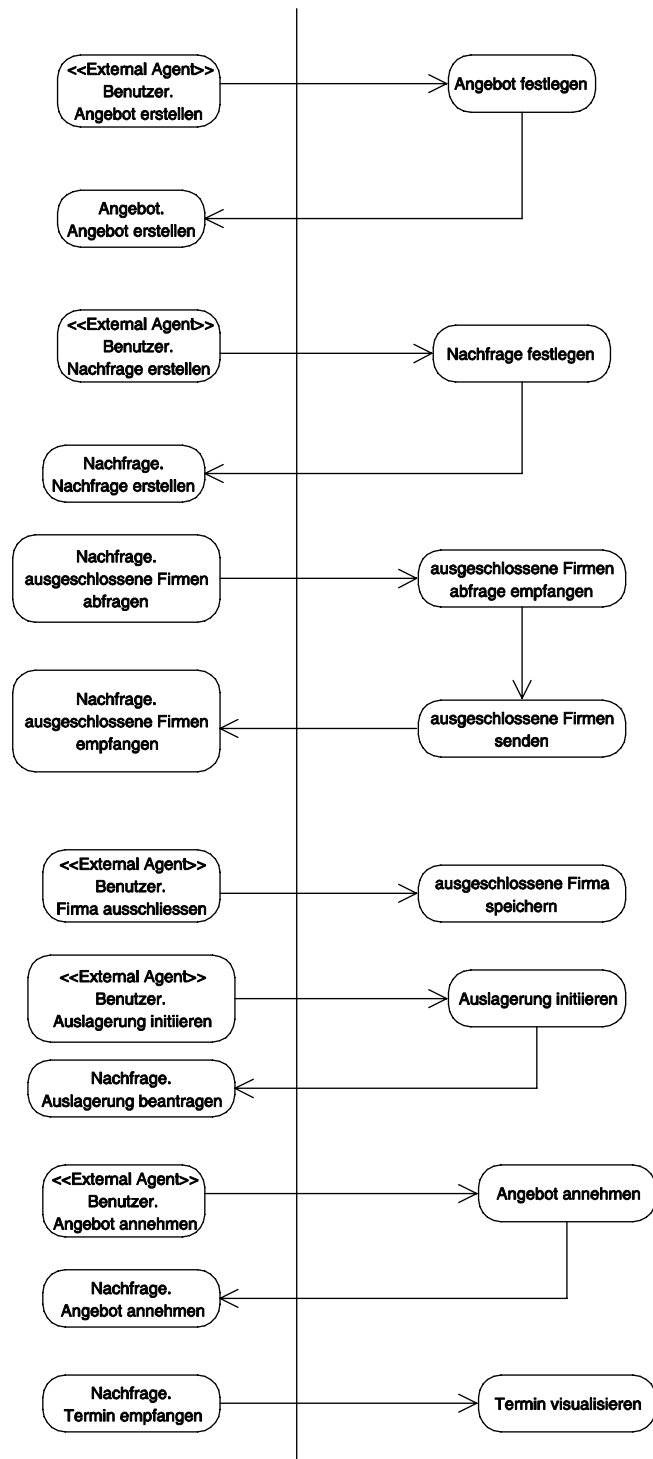 <<External Agent>>
Benutzer.
Angebot erstellen
Angebot festlegen
Angebot.
Angebot erstellen
<<External Agent>>
Benutzer.
Nachfrage erstellen
Nachfrage festlegen
Nachfrage.
Nachfrage erstellen
Nachfrage.
ausgeschlossene Firmen
abfragen
ausgeschlossene Firmen
abfrage empfangen
Nachfrage.
ausgeschlossene Firmen
empfangen
ausgeschlossene Firmen
senden
<<External Agent>>
Benutzer.
Firma ausschliessen
ausgeschlossene Firma
speichern
<<External Agent>>
Benutzer.
Auslagerung initiieren
Auslagerung initiieren
Nachfrage.
Auslagerung beantragen
<<External Agent>>
Benutzer.
Angebot annehmen
Angebot annehmen
Nachfrage.
Angebot annehmen
Nachfrage.
Termin empfangen
Termin visualisieren